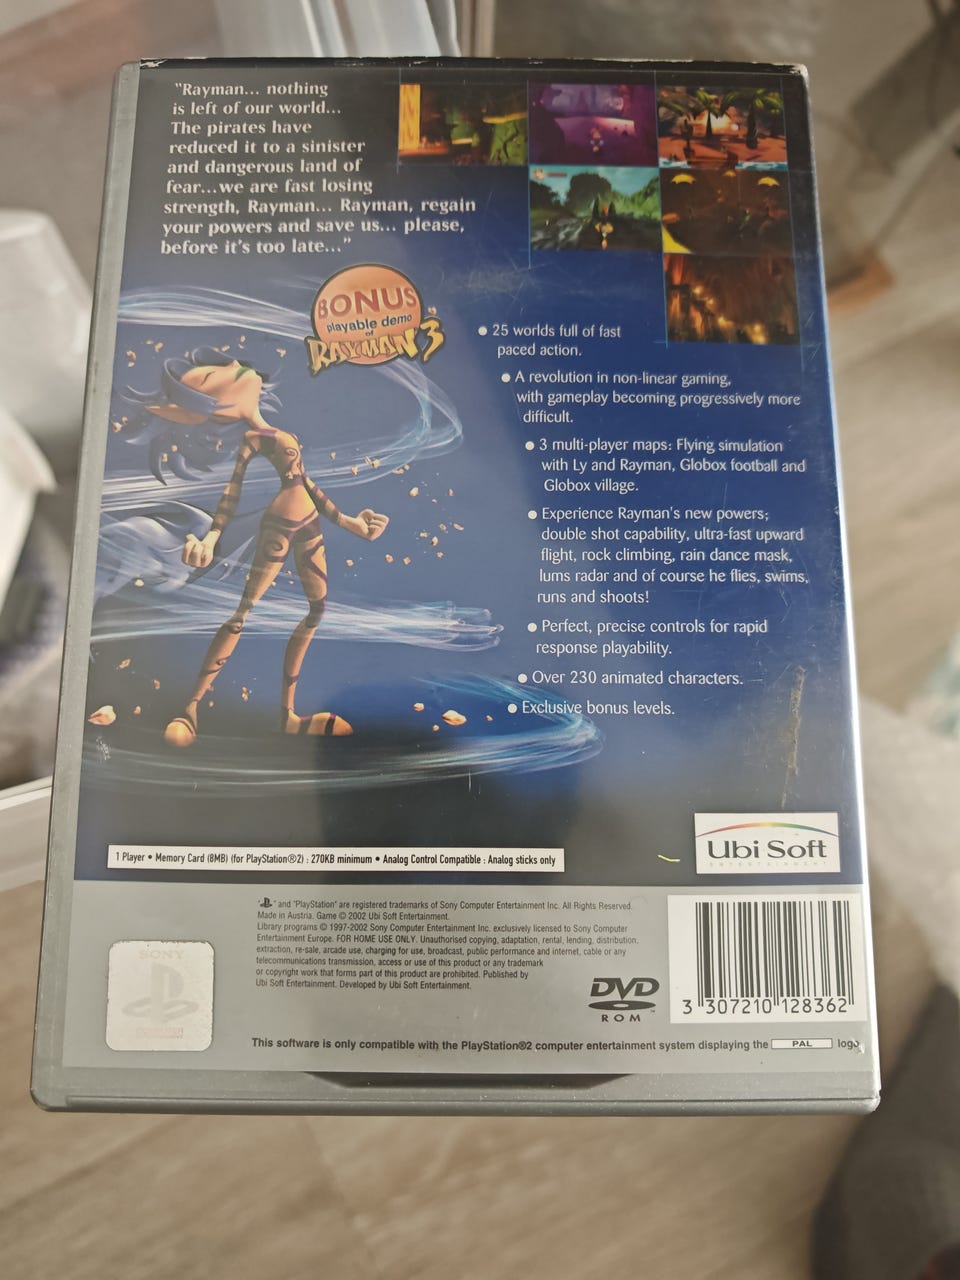 "Rayman... nothing
is left of our world...
The pirates have
reduced it to a sinister
and dangerous land of
fear...we are fast losing
strength, Rayman... Rayman, regain
your powers and save us... please,
before it's too late..."
BONUS
playable demo
of
RAYMAN 3
• 25 worlds full of fast
paced action.
• A revolution in non-linear gaming,
with gameplay becoming progressively more
difficult.
• 3 multi-player maps: Flying simulation
with Ly and Rayman, Globox football and
Globox village.
• Experience Rayman's new powers;
double shot capability, ultra-fast upward
flight, rock climbing, rain dance mask,
lums radar and of course he flies, swims,
runs and shoots!
• Perfect, precise controls for rapid
response playability.
• Over 230 animated characters.
• Exclusive bonus levels.
Ubi Soft
ENTERTAINMENT
1 Player • Memory Card (8MB) (for PlayStation®2) : 270KB minimum • Analog Control Compatible : Analog sticks only
" " and "PlayStation" are registered trademarks of Sony Computer Entertainment Inc. All Rights Reserved.
Made in Austria. Game © 2002 Ubi Soft Entertainment.
Library programs © 1997-2002 Sony Computer Entertainment Inc. exclusively licensed to Sony Computer
Entertainment Europe. FOR HOME USE ONLY. Unauthorised copying, adaptation, rental, lending, distribution,
extraction, re-sale, arcade use, charging for use, broadcast, public performance and internet, cable or any
telecommunications transmission, access or use of this product or any trademark
or copyright work that forms part of this product are prohibited. Published by
Ubi Soft Entertainment. Developed by Ubi Soft Entertainment.
SONY
COMPUTER
ENTERTAINMENT
DVD
ROM
3 307210 128362
This software is only compatible with the PlayStation®2 computer entertainment system displaying the PAL logo